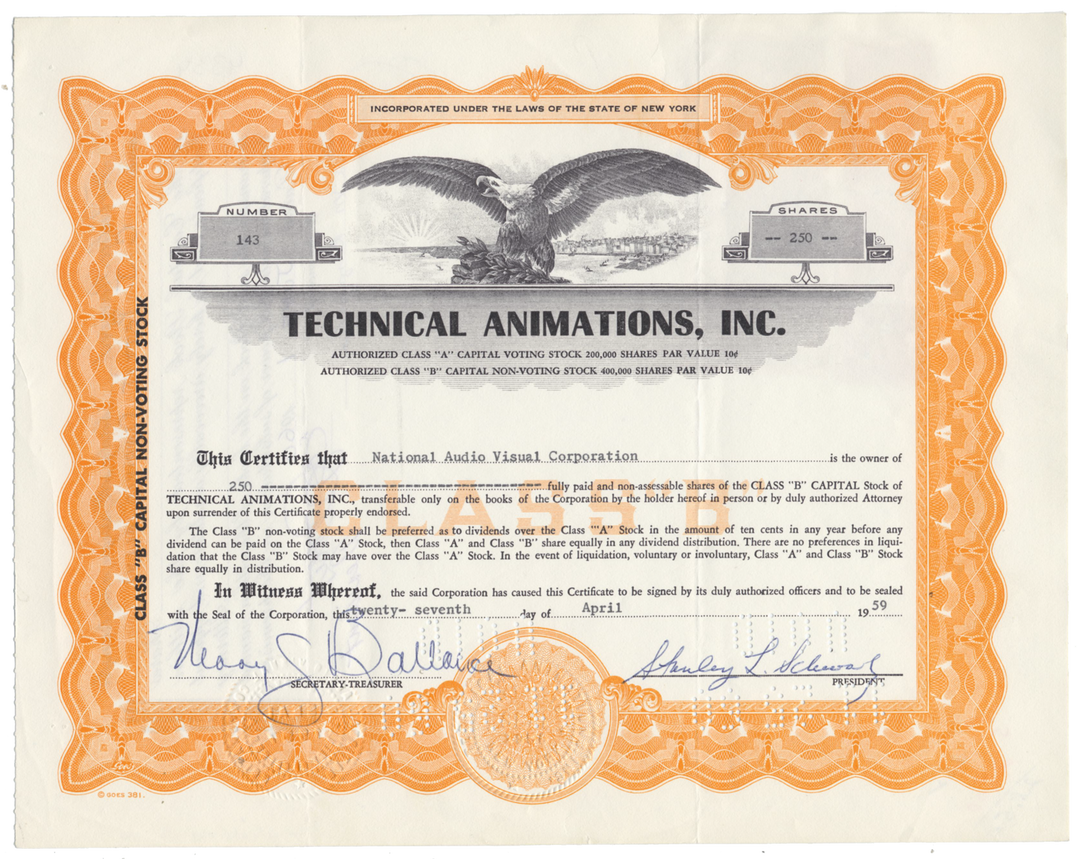 INCORPORATED UNDER THE LAWS OF THE STATE OF NEW YORK
NUMBER
143
SHARES
-- 250 --
TECHNICAL ANIMATIONS, INC.
AUTHORIZED CLASS "A" CAPITAL VOTING STOCK 200,000 SHARES PAR VALUE 10¢
AUTHORIZED CLASS "B" CAPITAL NON-VOTING STOCK 400,000 SHARES PAR VALUE 10¢
CLASS "B" CAPITAL NON-VOTING STOCK
CLASS B
This Certifies that National Audio Visual Corporation is the owner of
250 -------------------------------- fully paid and non-assessable shares of the CLASS "B" CAPITAL Stock of
TECHNICAL ANIMATIONS, INC., transferable only on the books of the Corporation by the holder hereof in person or by duly authorized Attorney
upon surrender of this Certificate properly endorsed.
The Class "B" non-voting stock shall be preferred as to dividends over the Class "A" Stock in the amount of ten cents in any year before any
dividend can be paid on the Class "A" Stock, then Class "A" and Class "B" share equally in any dividend distribution. There are no preferences in liqui-
dation that the Class "B" Stock may have over the Class "A" Stock. In the event of liquidation, voluntary or involuntary, Class "A" and Class "B" Stock
share equally in distribution.
In Witness Whereof, the said Corporation has caused this Certificate to be signed by its duly authorized officers and to be sealed
with the Seal of the Corporation, this twenty- seventh day of April 19 59
Stanley L. Schwartz
SECRETARY-TREASURER
PRESIDENT
© GOES 381.